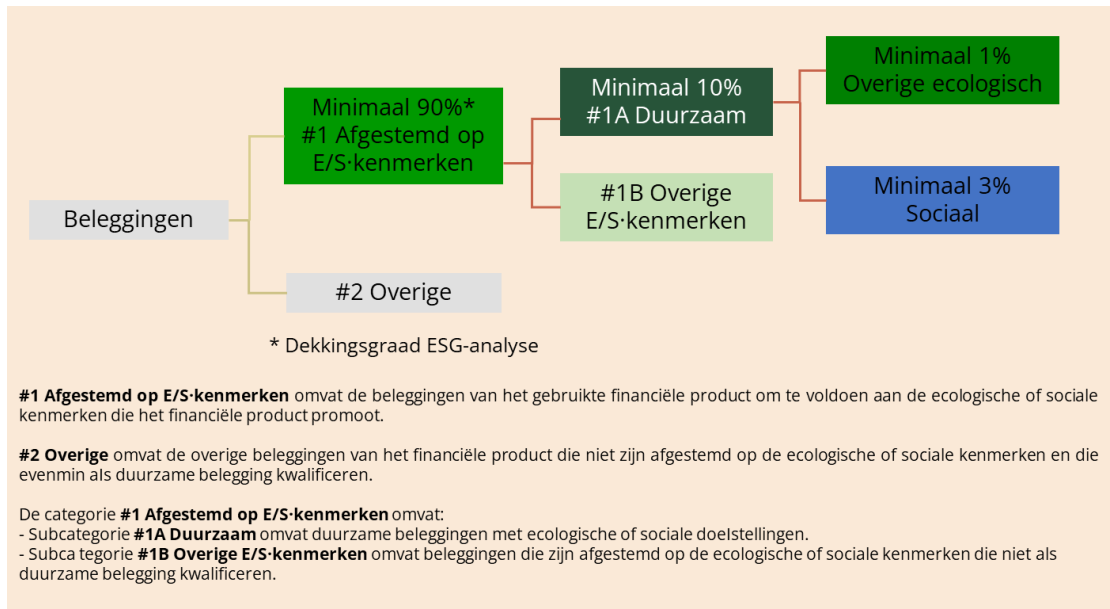 Minimaal 1%
Overige ecologisch
Minimaal 10%
#1A Duurzaam
Minimaal 90%*
#1 Afgestemd op
E/S·kenmerken
Minimaal 3%
Sociaal
#1B Overige
E/S·kenmerken
Beleggingen
#2 Overige
* Dekkingsgraad ESG-analyse
#1 Afgestemd op E/S·kenmerken omvat de beleggingen van het gebruikte financiële product om te voldoen aan de ecologische of sociale
kenmerken die het financiële product promoot.
#2 Overige omvat de overige beleggingen van het financiële product die niet zijn afgestemd op de ecologische of sociale kenmerken en die
evenmin als duurzame belegging kwalificeren.
De categorie #1 Afgestemd op E/S·kenmerken omvat:
- Subcategorie #1A Duurzaam omvat duurzame beleggingen met ecologische of sociale doelstellingen.
- Subca tegorie #1B Overige E/S·kenmerken omvat beleggingen die zijn afgestemd op de ecologische of sociale kenmerken die niet als
duurzame belegging kwalificeren.